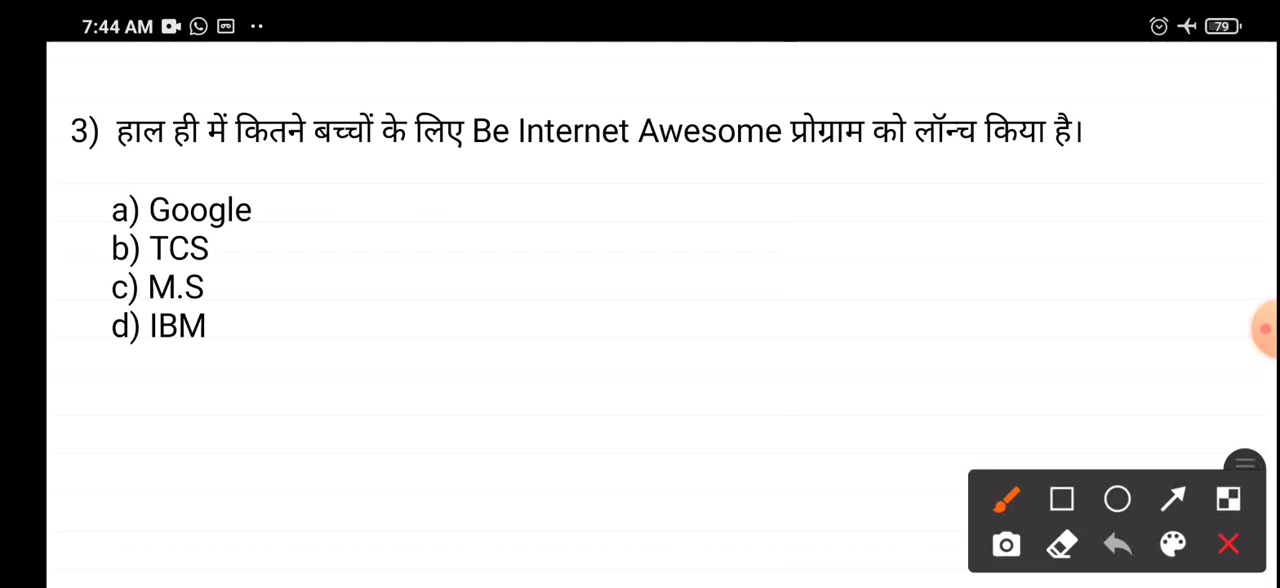 7:44 AM
79
3) हाल ही में कितने बच्चों के लिए Be Internet Awesome प्रोग्राम को लॉन्च किया है।
a) Google
b) TCS
c) M.S
d) IBM